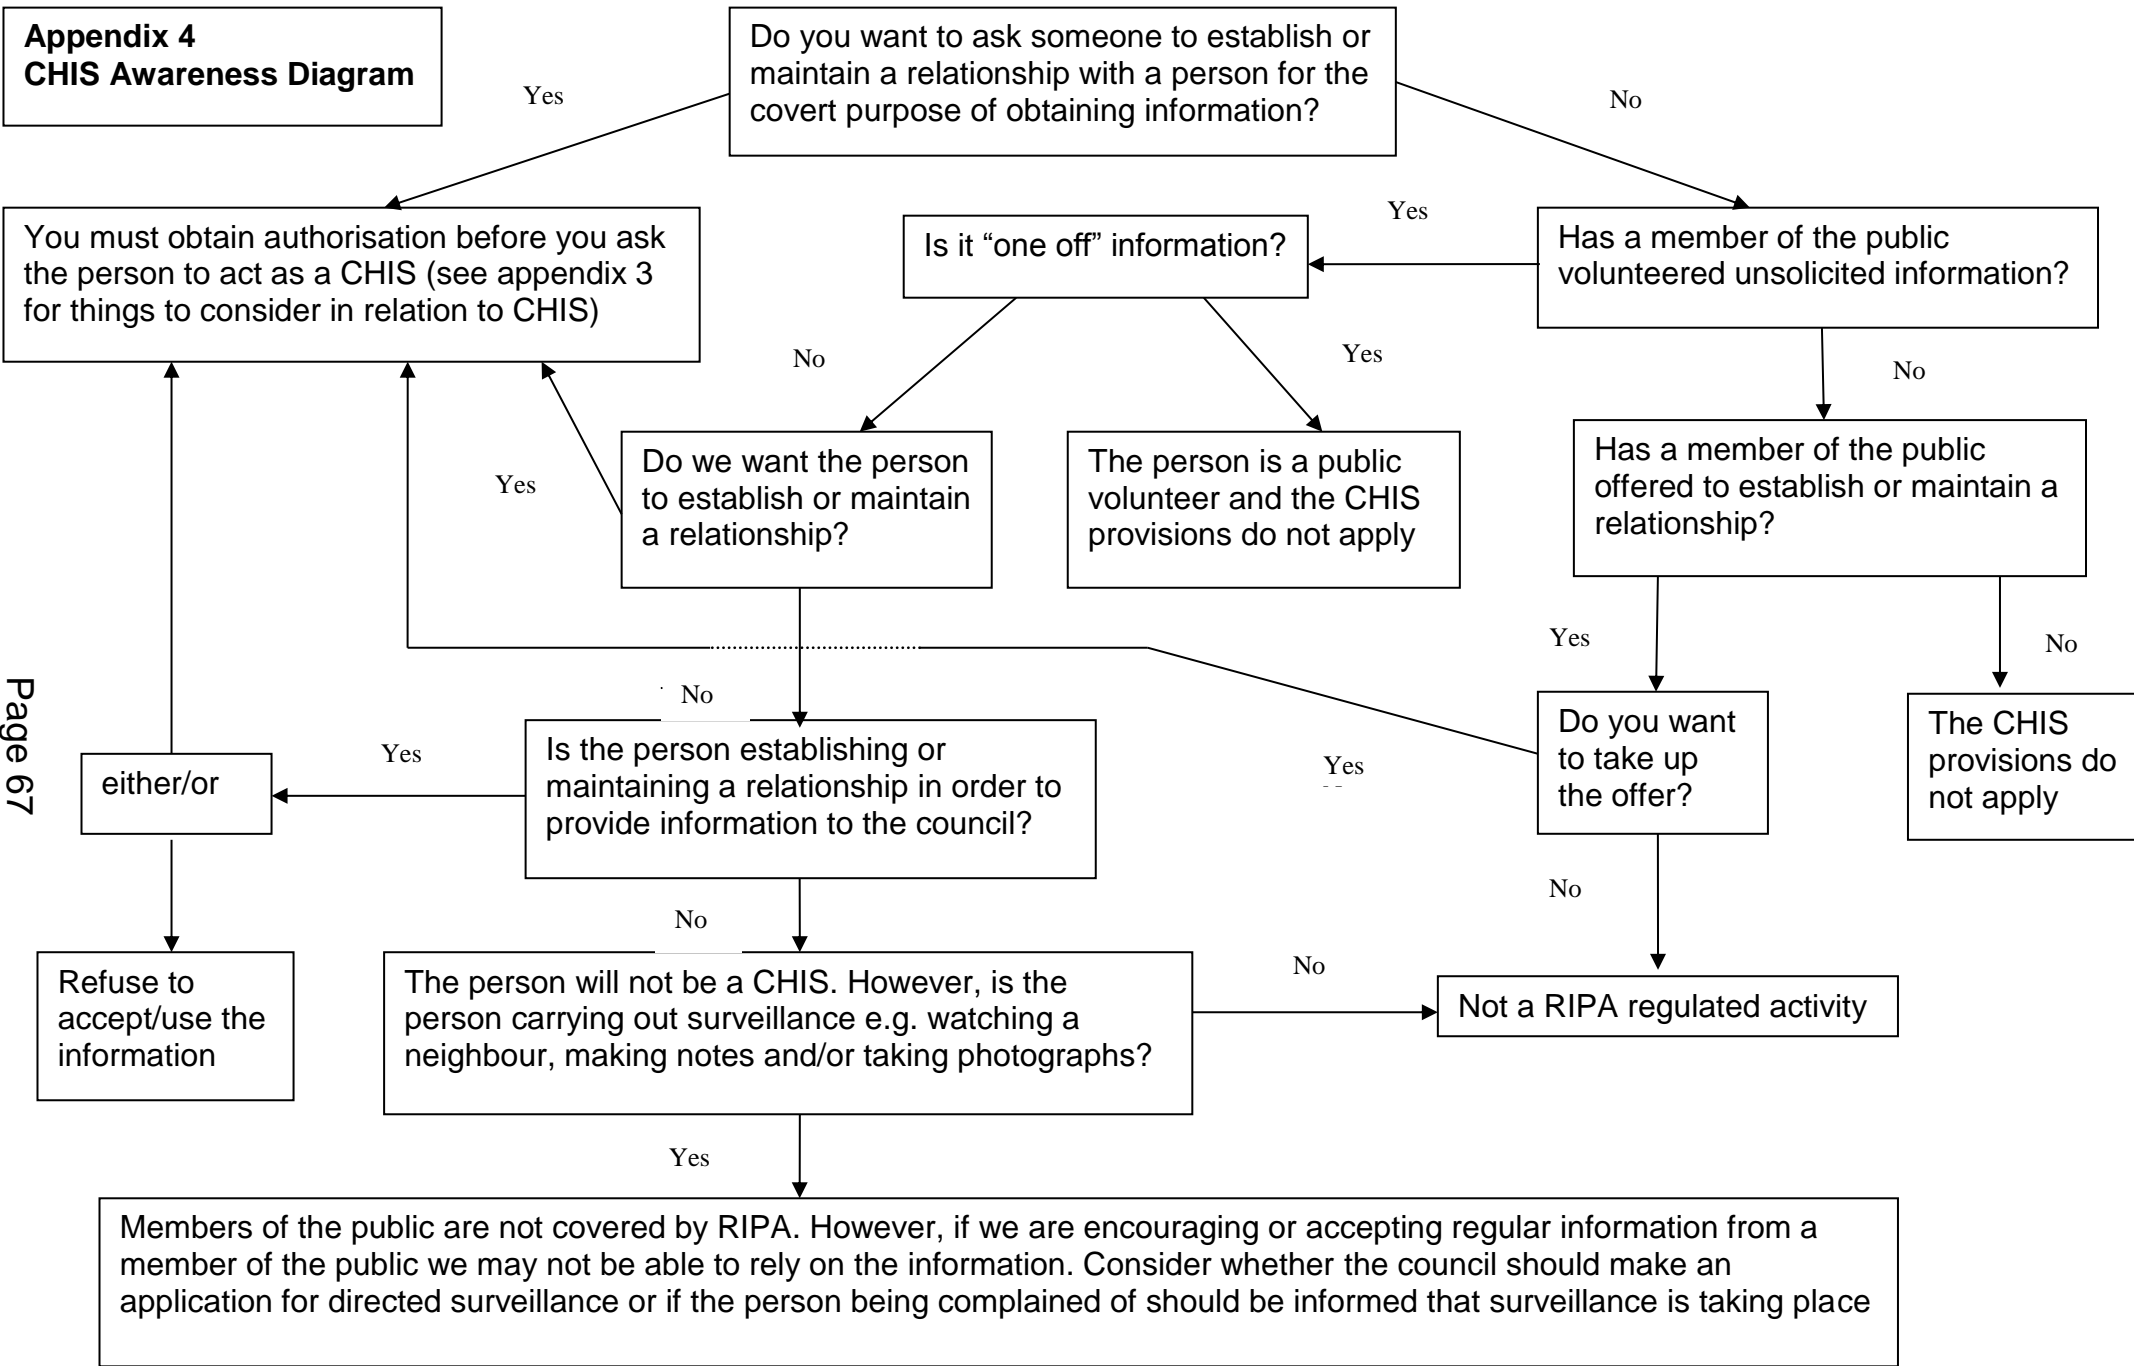 Appendix 4
CHIS Awareness Diagram
Do you want to ask someone to establish or
maintain a relationship with a person for the
covert purpose of obtaining information?
Yes
No
You must obtain authorisation before you ask
the person to act as a CHIS (see appendix 3
for things to consider in relation to CHIS)
Is it “one off” information?
Yes
Has a member of the public
volunteered unsolicited information?
No
Yes
No
Yes
Do we want the person
to establish or maintain
a relationship?
The person is a public
volunteer and the CHIS
provisions do not apply
Has a member of the public
offered to establish or maintain a
relationship?
Yes
No
No
Yes
either/or
Is the person establishing or
maintaining a relationship in order to
provide information to the council?
Yes
Do you want
to take up
the offer?
The CHIS
provisions do
not apply
No
No
Refuse to
accept/use the
information
The person will not be a CHIS. However, is the
person carrying out surveillance e.g. watching a
neighbour, making notes and/or taking photographs?
No
Not a RIPA regulated activity
Yes
Members of the public are not covered by RIPA. However, if we are encouraging or accepting regular information from a
member of the public we may not be able to rely on the information. Consider whether the council should make an
application for directed surveillance or if the person being complained of should be informed that surveillance is taking place
Page 67